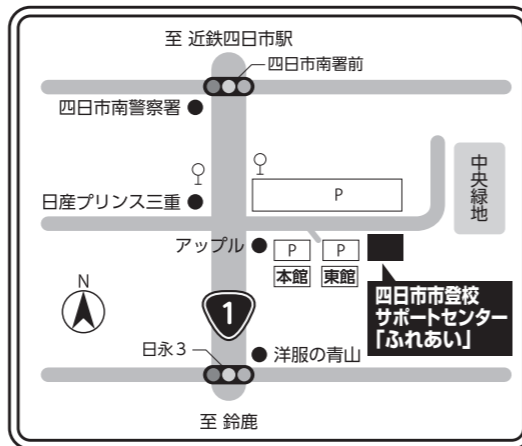 至 近鉄四日市駅
四日市南署前
四日市南警察署
P
日産プリンス三重
中央緑地
アップル
P
P
本館
東館
四日市市登校
サポートセンター
「ふれあい」
N
1
日永3
洋服の青山
至 鈴鹿